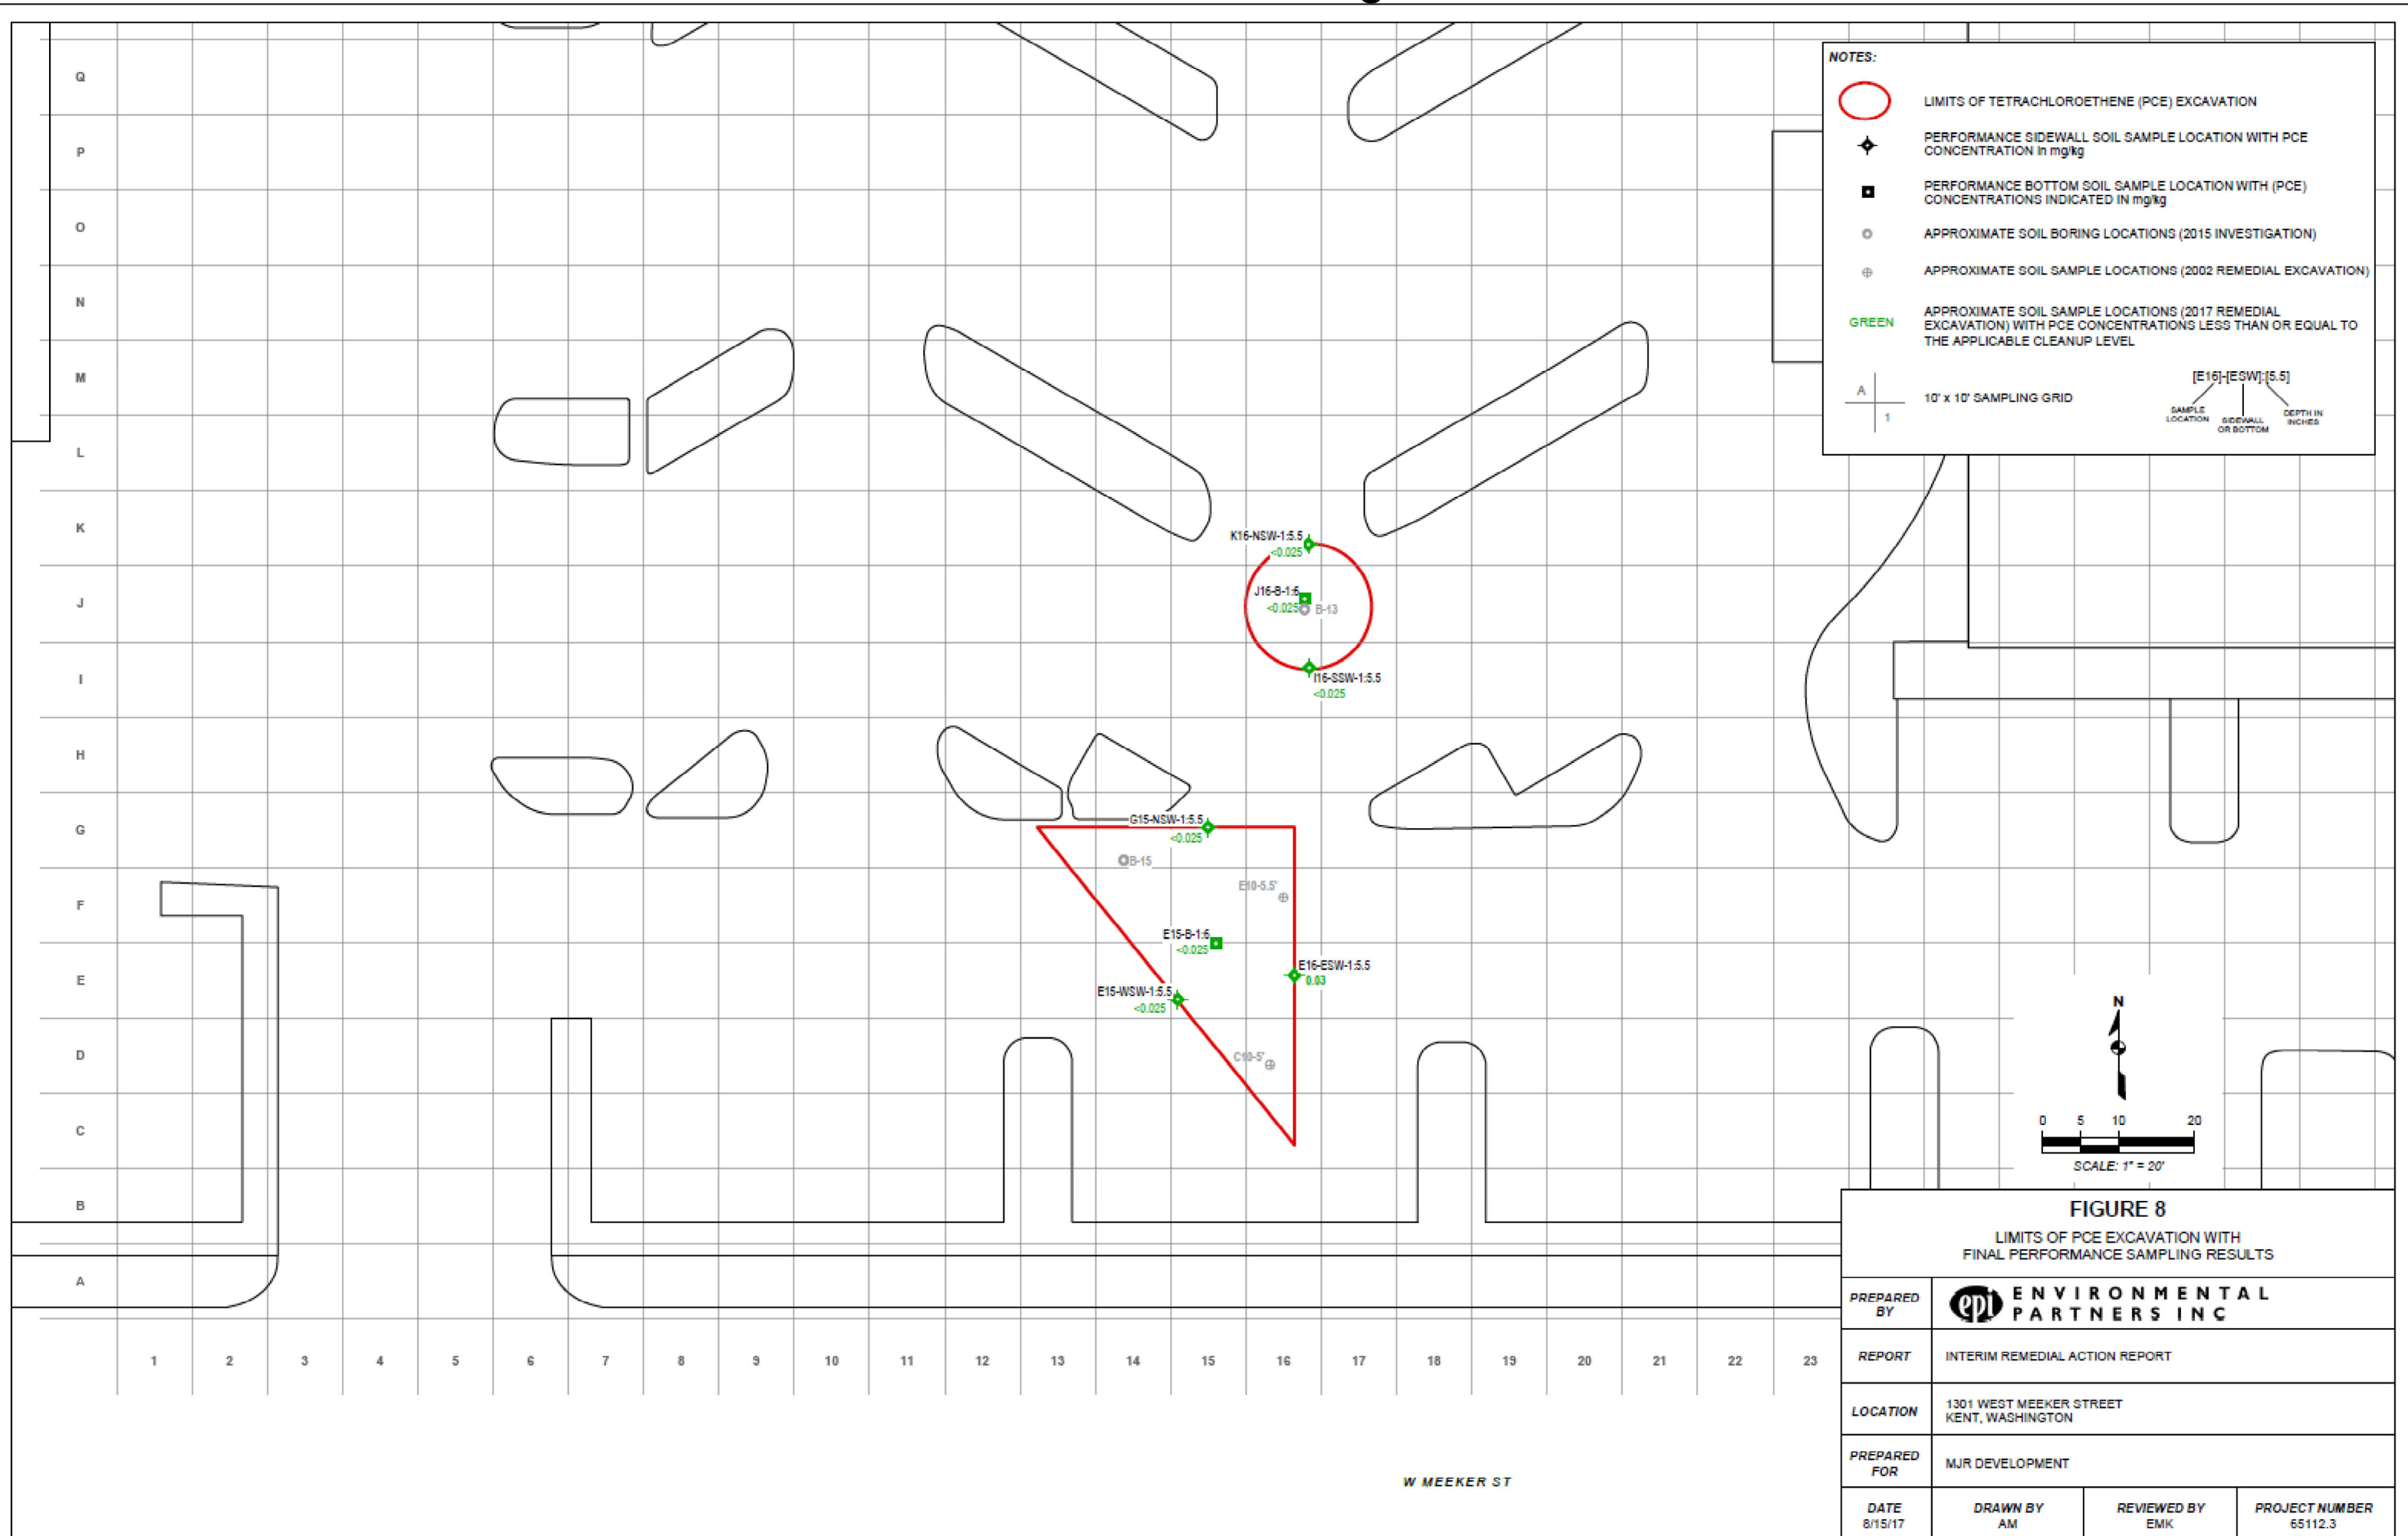 NOTES:
LIMITS OF TETRACHLOROETHENE (PCE) EXCAVATION
PERFORMANCE SIDEWALL SOIL SAMPLE LOCATION WITH PCE
CONCENTRATION in mg/kg
PERFORMANCE BOTTOM SOIL SAMPLE LOCATION WITH (PCE)
CONCENTRATIONS INDICATED IN mg/kg
APPROXIMATE SOIL BORING LOCATIONS (2015 INVESTIGATION)
APPROXIMATE SOIL SAMPLE LOCATIONS (2002 REMEDIAL EXCAVATION)
GREEN
APPROXIMATE SOIL SAMPLE LOCATIONS (2017 REMEDIAL
EXCAVATION) WITH PCE CONCENTRATIONS LESS THAN OR EQUAL TO
THE APPLICABLE CLEANUP LEVEL
A
1
10' x 10' SAMPLING GRID
[E16]-[ESW]:[5.5]
SAMPLE
LOCATION
SIDEWALL
OR BOTTOM
DEPTH IN
INCHES
Q
P
O
N
M
L
K
J
I
H
G
F
E
D
C
B
A
K16-NSW-1:5.5
<0.025
J16-B-1:6
<0.025
B-13
I16-SSW-1:5.5
<0.025
G15-NSW-1:5.5
<0.025
B-15
E10-5.5'
E15-B-1:6
<0.025
E16-ESW-1:5.5
0.03
E15-WSW-1:5.5
<0.025
C10-5'
N
0 5 10 20
SCALE: 1" = 20'
1 2 3 4 5 6 7 8 9 10 11 12 13 14 15 16 17 18 19 20 21 22 23
W MEEKER ST
FIGURE 8
LIMITS OF PCE EXCAVATION WITH
FINAL PERFORMANCE SAMPLING RESULTS
PREPARED
BY
epi ENVIRONMENTAL
PARTNERS INC
REPORT
INTERIM REMEDIAL ACTION REPORT
LOCATION
1301 WEST MEEKER STREET
KENT, WASHINGTON
PREPARED
FOR
MJR DEVELOPMENT
DATE
8/15/17
DRAWN BY
AM
REVIEWED BY
EMK
PROJECT NUMBER
65112.3